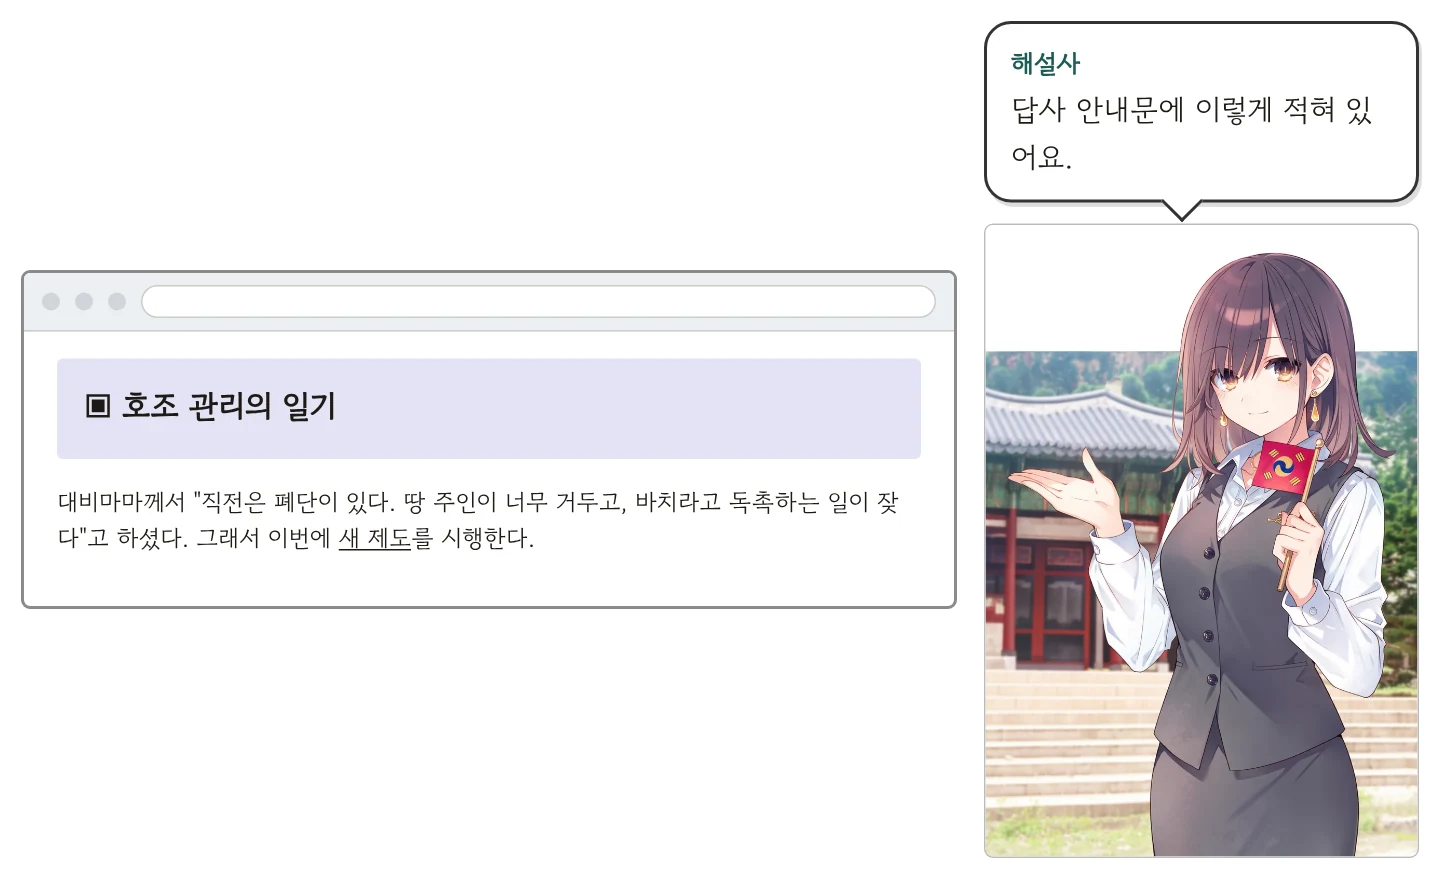 해설사
답사 안내문에 이렇게 적혀 있
어요.
▣ 호조 관리의 일기
대비마마께서 "직전은 폐단이 있다. 땅 주인이 너무 거두고, 바치라고 독촉하는 일이 잦
다"고 하셨다. 그래서 이번에 새 제도를 시행한다.